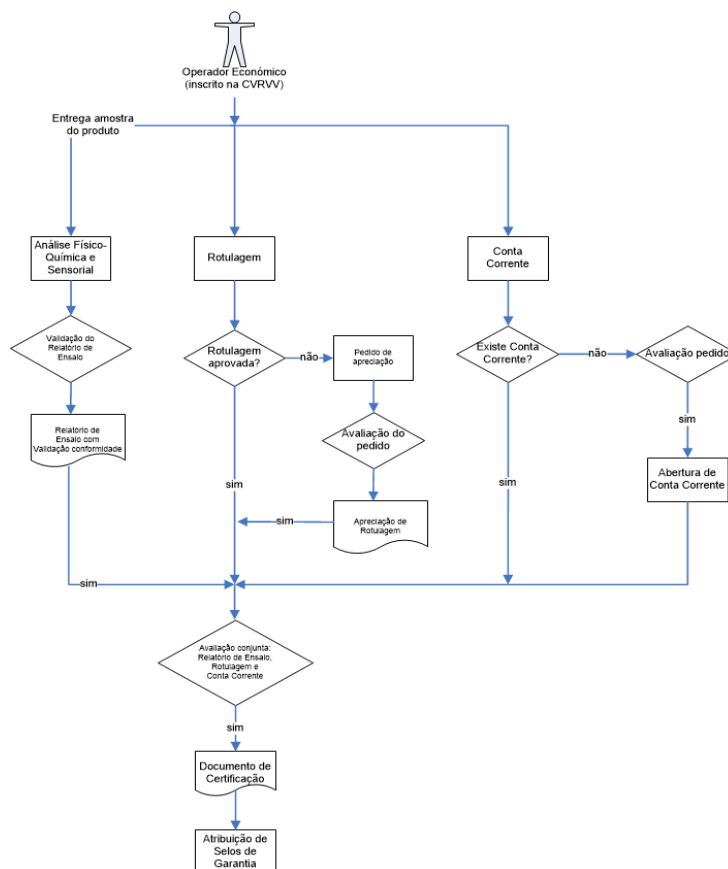 Operador Económico
(inscrito na CVRVV)
Entrega amostra
do produto
Análise Físico-
Química e
Sensorial
Rotulagem
Conta
Corrente
Validação do
Relatório de
Ensaio
Rotulagem
aprovada?
não
Pedido de
apreciação
Existe Conta
Corrente?
não
Avaliação pedido
Relatório de
Ensaio com
Validação conformidade
Avaliação do
pedido
sim
Abertura de
Conta Corrente
sim
sim
sim
Apreciação de
Rotulagem
sim
Avaliação conjunta:
Relatório de Ensaio,
Rotulagem e
Conta Corrente
sim
Documento de
Certificação
Atribuição de
Selos de
Garantia